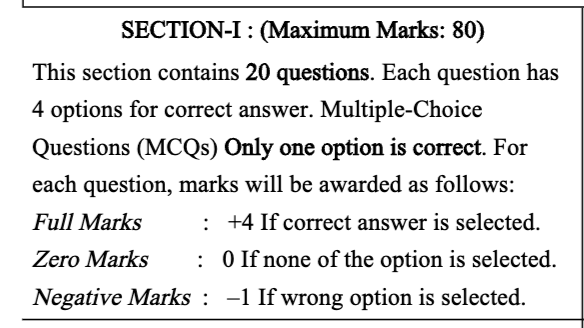 SECTION-I : (Maximum Marks: 80)
This section contains 20 questions. Each question has
4 options for correct answer. Multiple-Choice
Questions (MCQs) Only one option is correct. For
each question, marks will be awarded as follows:
Full Marks : +4 If correct answer is selected.
Zero Marks : 0 If none of the option is selected.
Negative Marks : –1 If wrong option is selected.